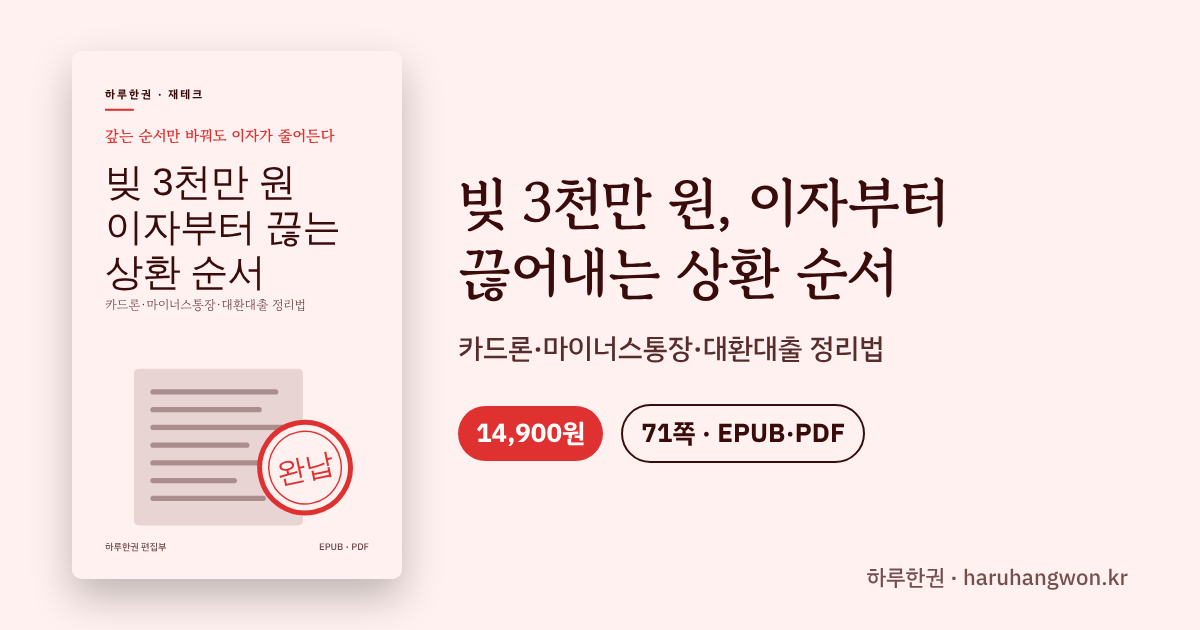 하루한권 · 재테크
갚는 순서만 바꿔도 이자가 줄어든다
빚 3천만 원
이자부터 끊는
상환 순서
카드론·마이너스통장·대환대출 정리법
완납
하루한권 편집부
EPUB · PDF
빚 3천만 원, 이자부터
끊어내는 상환 순서
카드론·마이너스통장·대환대출 정리법
14,900원
71쪽 · EPUB·PDF
하루한권 · haruhangwon.kr